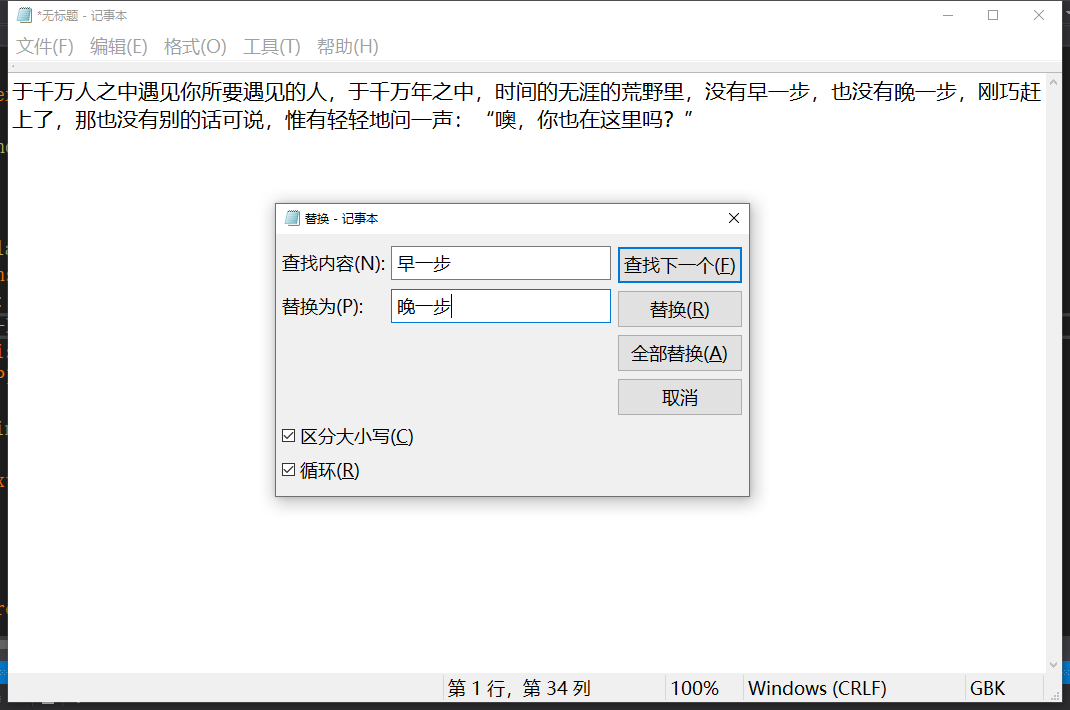 *无标题 - 记事本
文件(F) 编辑(E) 格式(O) 工具(T) 帮助(H)
于千万人之中遇见你所要遇见的人，于千万年之中，时间的无涯的荒野里，没有早一步，也没有晚一步，刚巧赶
上了，那也没有别的话可说，惟有轻轻地问一声：“噢，你也在这里吗？”
替换 - 记事本
查找内容(N): 早一步 查找下一个(F)
替换为(P): 晚一步 替换(R)
全部替换(A)
取消
区分大小写(C)
循环(R)
第 1 行，第 34 列 100% Windows (CRLF) GBK